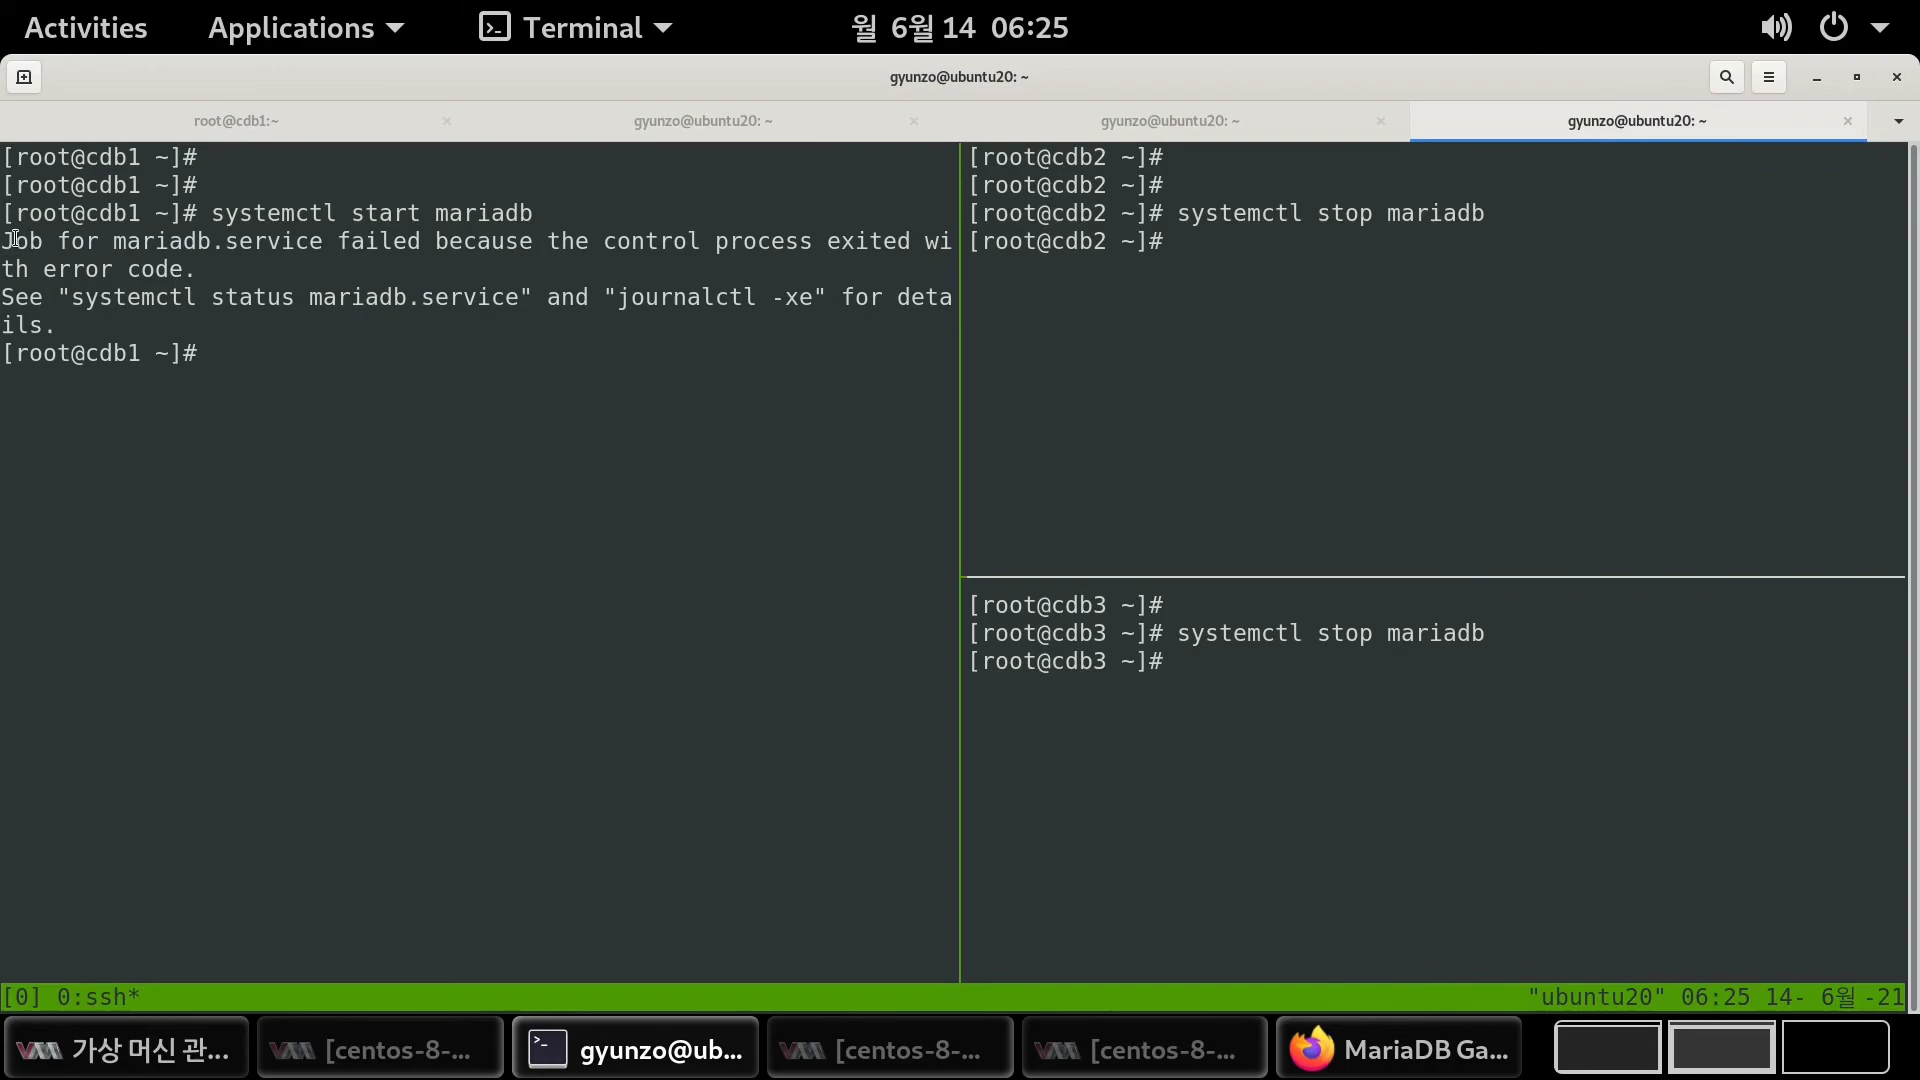 Activities Applications Terminal 월 6월 14 06:25
gyunzo@ubuntu20: ~
root@cdb1:~ gyunzo@ubuntu20: ~ gyunzo@ubuntu20: ~ gyunzo@ubuntu20: ~
[root@cdb1 ~]#
[root@cdb1 ~]#
[root@cdb1 ~]# systemctl start mariadb
Job for mariadb.service failed because the control process exited wi
th error code.
See "systemctl status mariadb.service" and "journalctl -xe" for deta
ils.
[root@cdb1 ~]#
[root@cdb2 ~]#
[root@cdb2 ~]#
[root@cdb2 ~]# systemctl stop mariadb
[root@cdb2 ~]#
[root@cdb3 ~]#
[root@cdb3 ~]# systemctl stop mariadb
[root@cdb3 ~]#
[0] 0:ssh* "ubuntu20" 06:25 14- 6월 -21
가상 머신 관... [centos-8-... gyunzo@ub... [centos-8-... [centos-8-... MariaDB Ga...